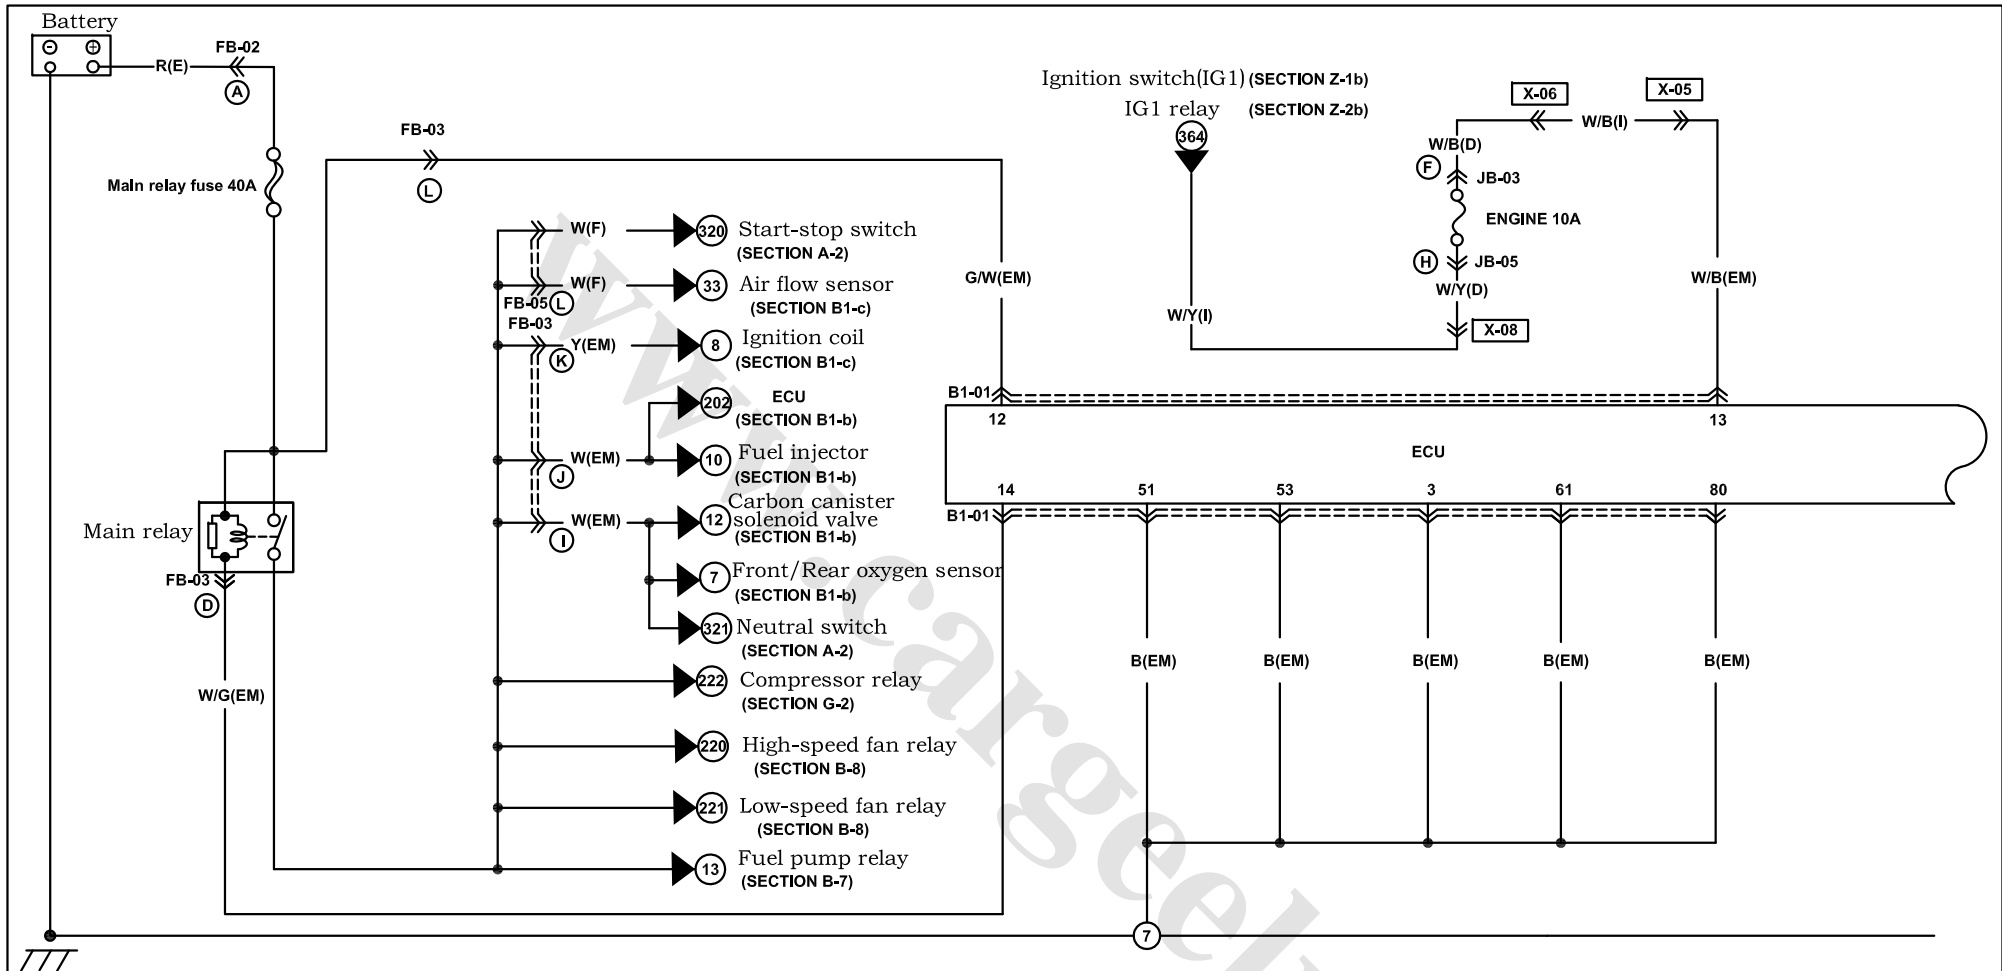 Battery
FB-02
R(E)
A
Main relay fuse 40A
FB-03
L
Ignition switch(IG1) (SECTION Z-1b)
IG1 relay (SECTION Z-2b)
364
X-06
X-05
W/B(I)
W/B(D)
F
JB-03
ENGINE 10A
H
JB-05
W/Y(D)
X-08
W/Y(I)
W/B(EM)
G/W(EM)
W(F)
320
Start-stop switch
(SECTION A-2)
W(F)
33
Air flow sensor
(SECTION B1-c)
FB-05
L
FB-03
Y(EM)
K
8
Ignition coil
(SECTION B1-c)
202
ECU
(SECTION B1-b)
W(EM)
J
10
Fuel injector
(SECTION B1-b)
W(EM)
I
12
Carbon canister
solenoid valve
(SECTION B1-b)
7
Front/Rear oxygen sensor
(SECTION B1-b)
321
Neutral switch
(SECTION A-2)
222
Compressor relay
(SECTION G-2)
220
High-speed fan relay
(SECTION B-8)
221
Low-speed fan relay
(SECTION B-8)
13
Fuel pump relay
(SECTION B-7)
Main relay
FB-03
D
W/G(EM)
B1-01
12
13
ECU
14
51
53
3
61
80
B1-01
B(EM)
B(EM)
B(EM)
B(EM)
B(EM)
7